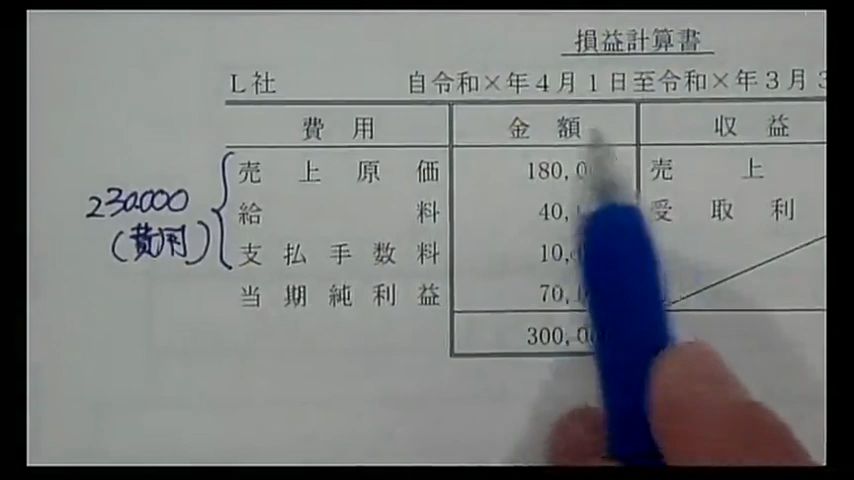 損益計算書
L社 自令和×年4月1日至令和×年3月3
費用 金額 収益
売上原価 180,0 売上
給料 40, 受取利
支払手数料 10, 
当期純利益 70, 
300,0
230,000
(費用)